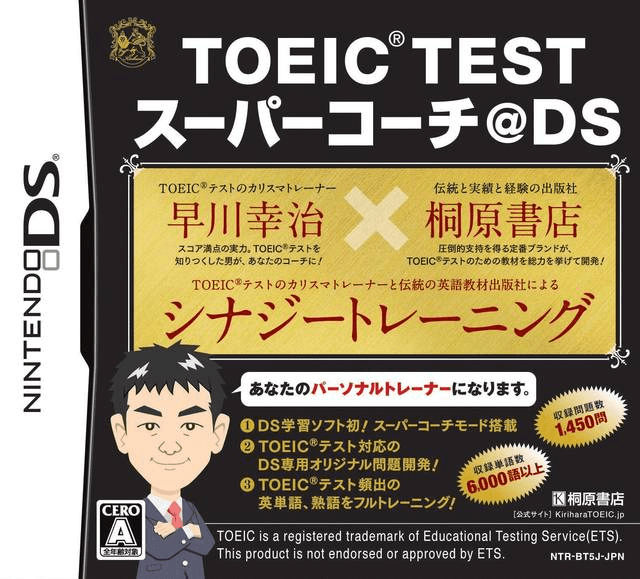 TOEIC® TEST
スーパーコーチ@DS
NINTENDO DS®
TOEIC®テストのカリスマトレーナー
早川幸治
スコア満点の実力。TOEIC®テストを
知りつくした男が、あなたのコーチに!
×
伝統と実績と経験の出版社
桐原書店
圧倒的支持を得る定番ブランドが、
TOEIC®テストのための教材を総力を挙げて開発!
TOEIC®テストのカリスマトレーナーと伝統の英語教材出版社による
シナジートレーニング
あなたのパーソナルトレーナーになります。
① DS学習ソフト初! スーパーコーチモード搭載
② TOEIC®テスト対応の
DS専用オリジナル問題開発!
③ TOEIC®テスト頻出の
英単語、熟語をフルトレーニング!
収録問題数
1,450問
収録単語数
6,000語以上
K 桐原書店
[公式サイト] KiriharaTOEIC.jp
CERO
A
全年齢対象
TOEIC is a registered trademark of Educational Testing Service(ETS).
This product is not endorsed or approved by ETS.
NTR-BT5J-JPN